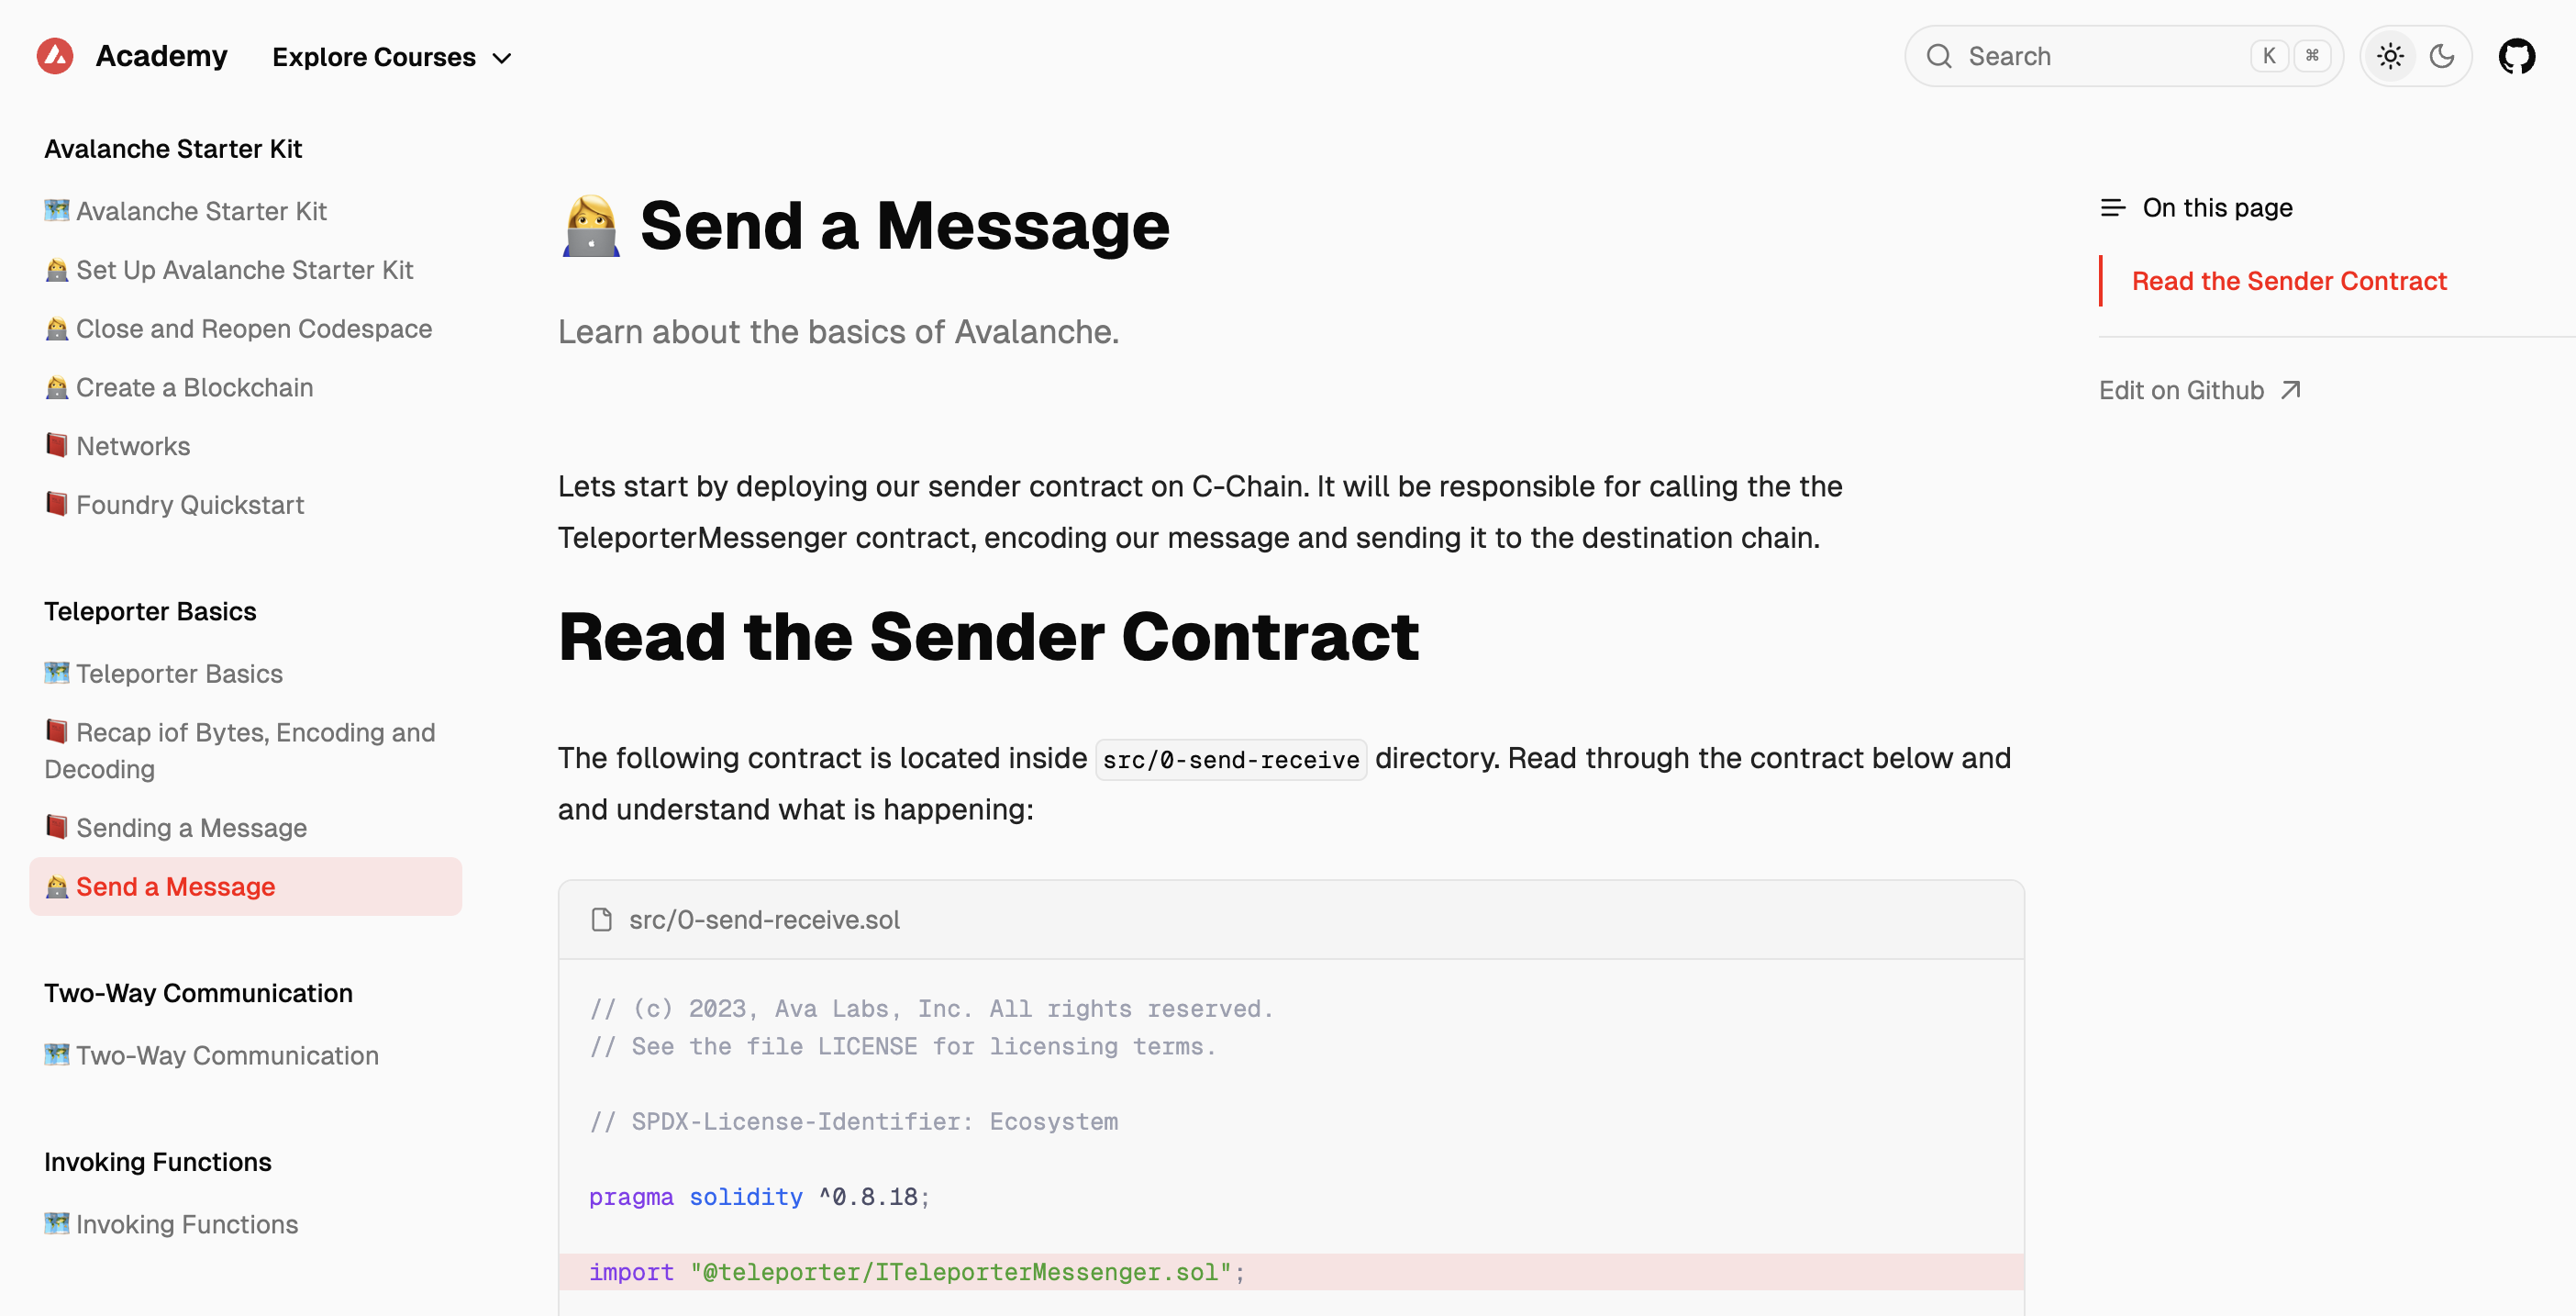 Academy
Explore Courses
Search
K
⌘
Avalanche Starter Kit
Avalanche Starter Kit
Set Up Avalanche Starter Kit
Close and Reopen Codespace
Create a Blockchain
Networks
Foundry Quickstart
Teleporter Basics
Teleporter Basics
Recap iof Bytes, Encoding and
Decoding
Sending a Message
Send a Message
Two-Way Communication
Two-Way Communication
Invoking Functions
Invoking Functions
Send a Message
Learn about the basics of Avalanche.
Lets start by deploying our sender contract on C-Chain. It will be responsible for calling the the
TeleporterMessenger contract, encoding our message and sending it to the destination chain.
Read the Sender Contract
The following contract is located inside src/0-send-receive directory. Read through the contract below and
and understand what is happening:
src/0-send-receive.sol
// (c) 2023, Ava Labs, Inc. All rights reserved.
// See the file LICENSE for licensing terms.
// SPDX-License-Identifier: Ecosystem
pragma solidity ^0.8.18;
import "@teleporter/ITeleporterMessenger.sol";
On this page
Read the Sender Contract
Edit on Github